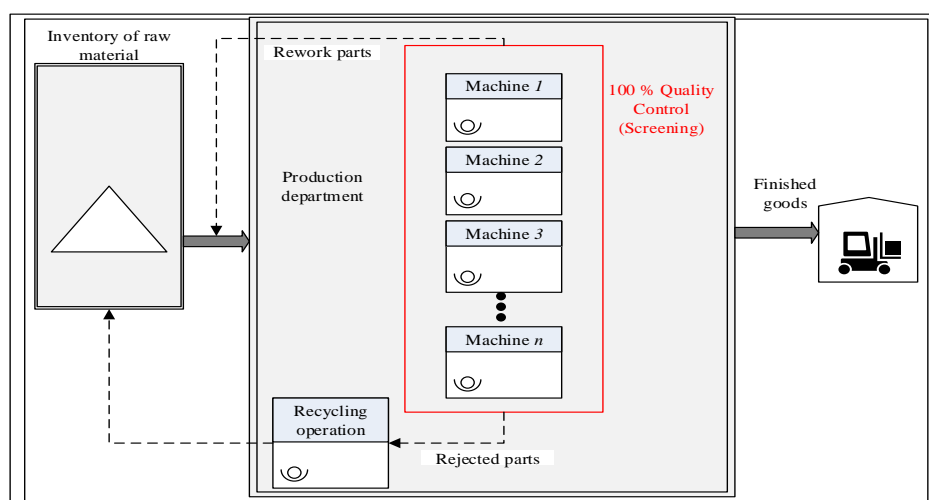 Inventory of raw
material
Rework parts
Machine 1
100 % Quality
Control
(Screening)
Machine 2
Production
department
Finished
goods
Machine 3
Machine n
Recycling
operation
Rejected parts